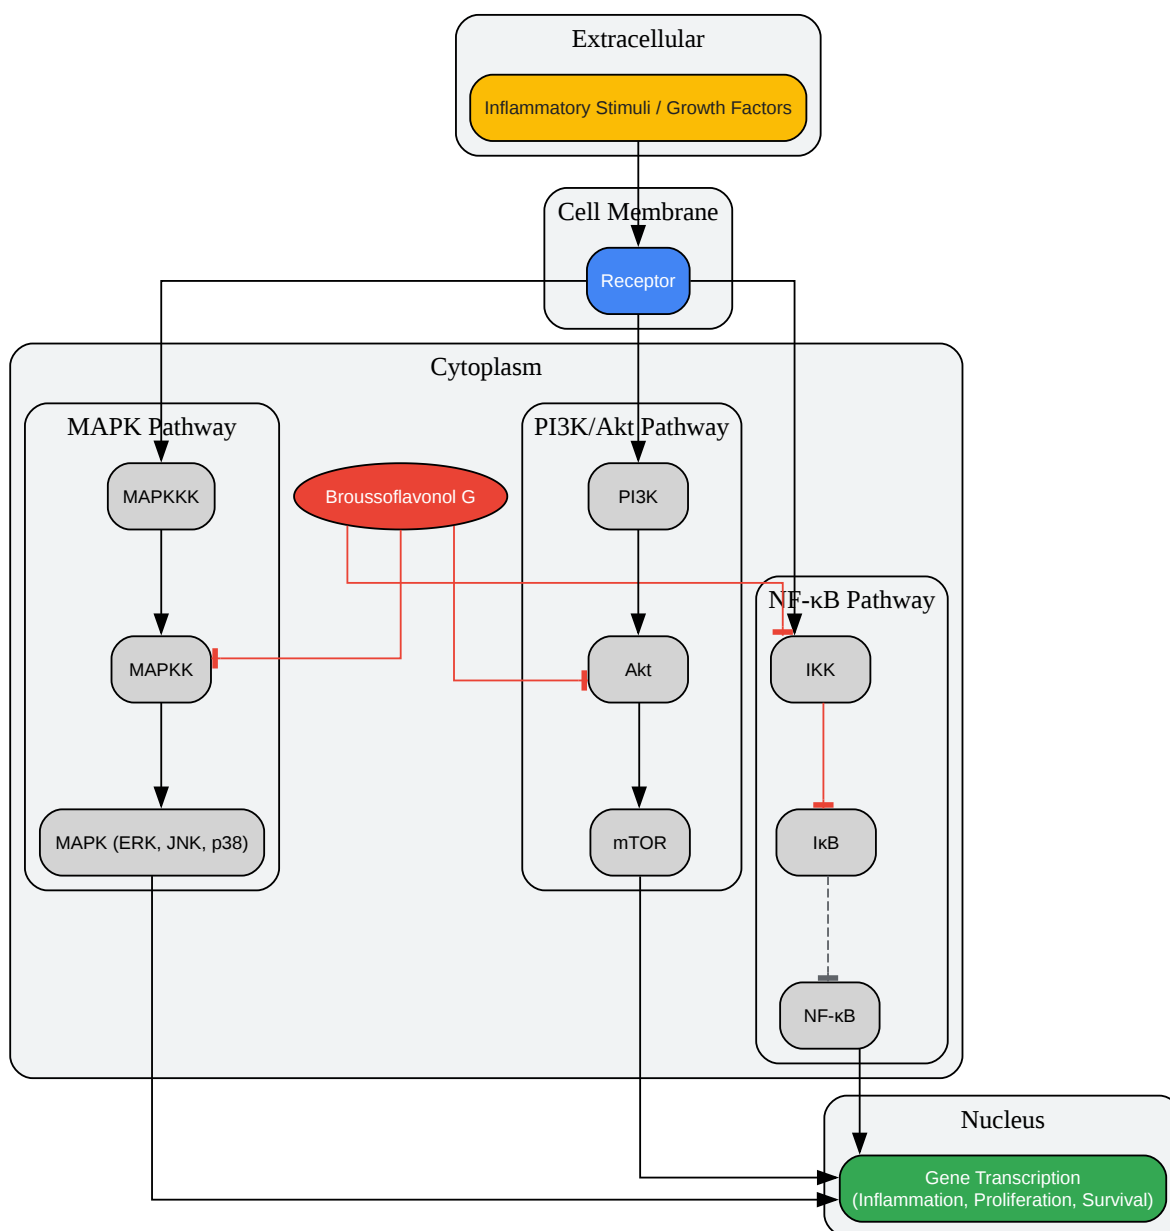 Extracellular
Inflammatory Stimuli / Growth Factors
Cell Membrane
Receptor
Cytoplasm
MAPK Pathway
PI3K/Akt Pathway
MAPKKK
Broussoflavonol G
PI3K
NF-κB Pathway
MAPKK
Akt
IKK
MAPK (ERK, JNK, p38)
mTOR
IκB
NF-κB
Nucleus
Gene Transcription
(Inflammation, Proliferation, Survival)